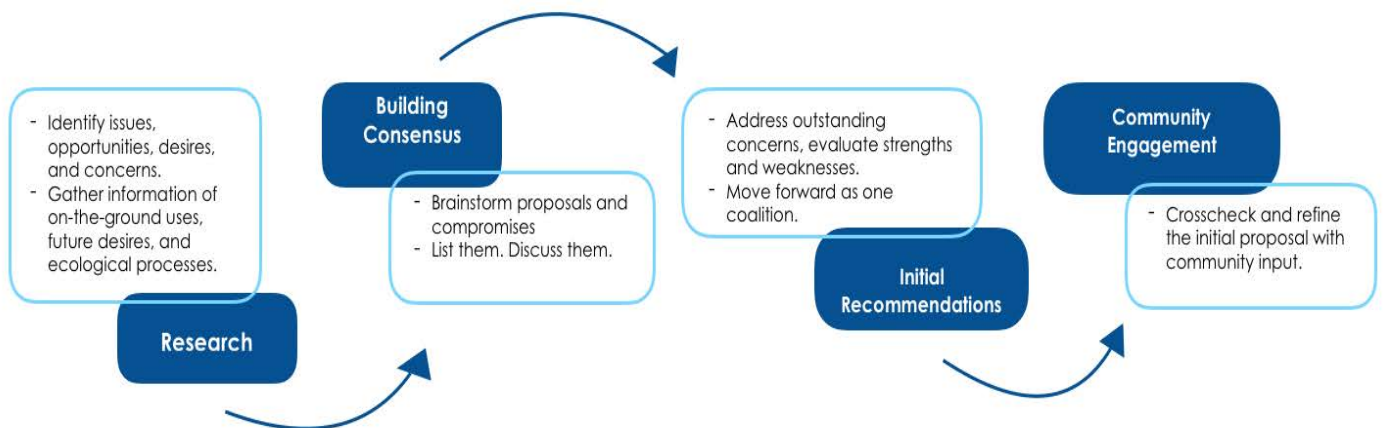 - Identify issues,
opportunities, desires,
and concerns.
- Gather information of
on-the-ground uses,
future desires, and
ecological processes.
Research
Building
Consensus
- Brainstorm proposals and
compromises
- List them. Discuss them.
- Address outstanding
concerns, evaluate strengths
and weaknesses.
- Move forward as one
coalition.
Initial
Recommendations
Community
Engagement
- Crosscheck and refine
the initial proposal with
community input.